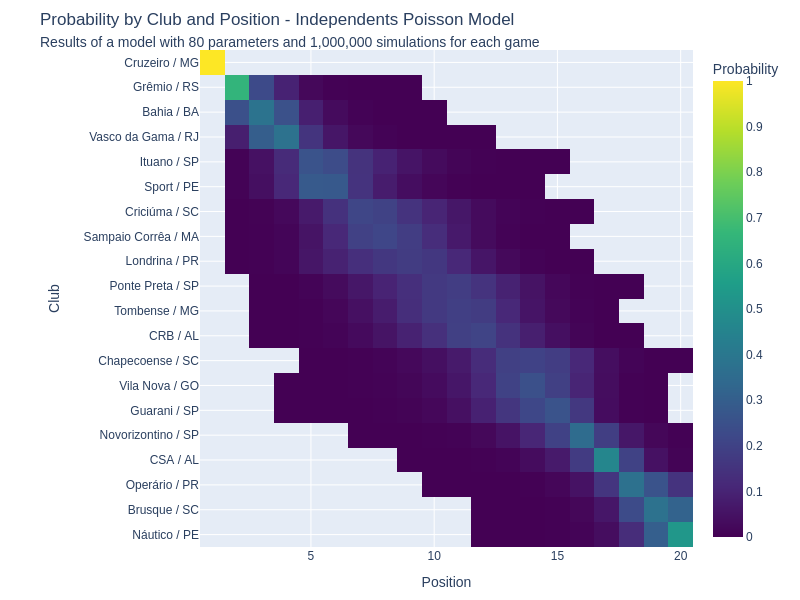 Probability by Club and Position - Independents Poisson Model
Results of a model with 80 parameters and 1,000,000 simulations for each game
Probability
Club
Cruzeiro / MG
Grêmio / RS
Bahia / BA
Vasco da Gama / RJ
Ituano / SP
Sport / PE
Criciúma / SC
Sampaio Corrêa / MA
Londrina / PR
Ponte Preta / SP
Tombense / MG
CRB / AL
Chapecoense / SC
Vila Nova / GO
Guarani / SP
Novorizontino / SP
CSA / AL
Operário / PR
Brusque / SC
Náutico / PE
5 10 15 20
Position
1
0.9
0.8
0.7
0.6
0.5
0.4
0.3
0.2
0.1
0